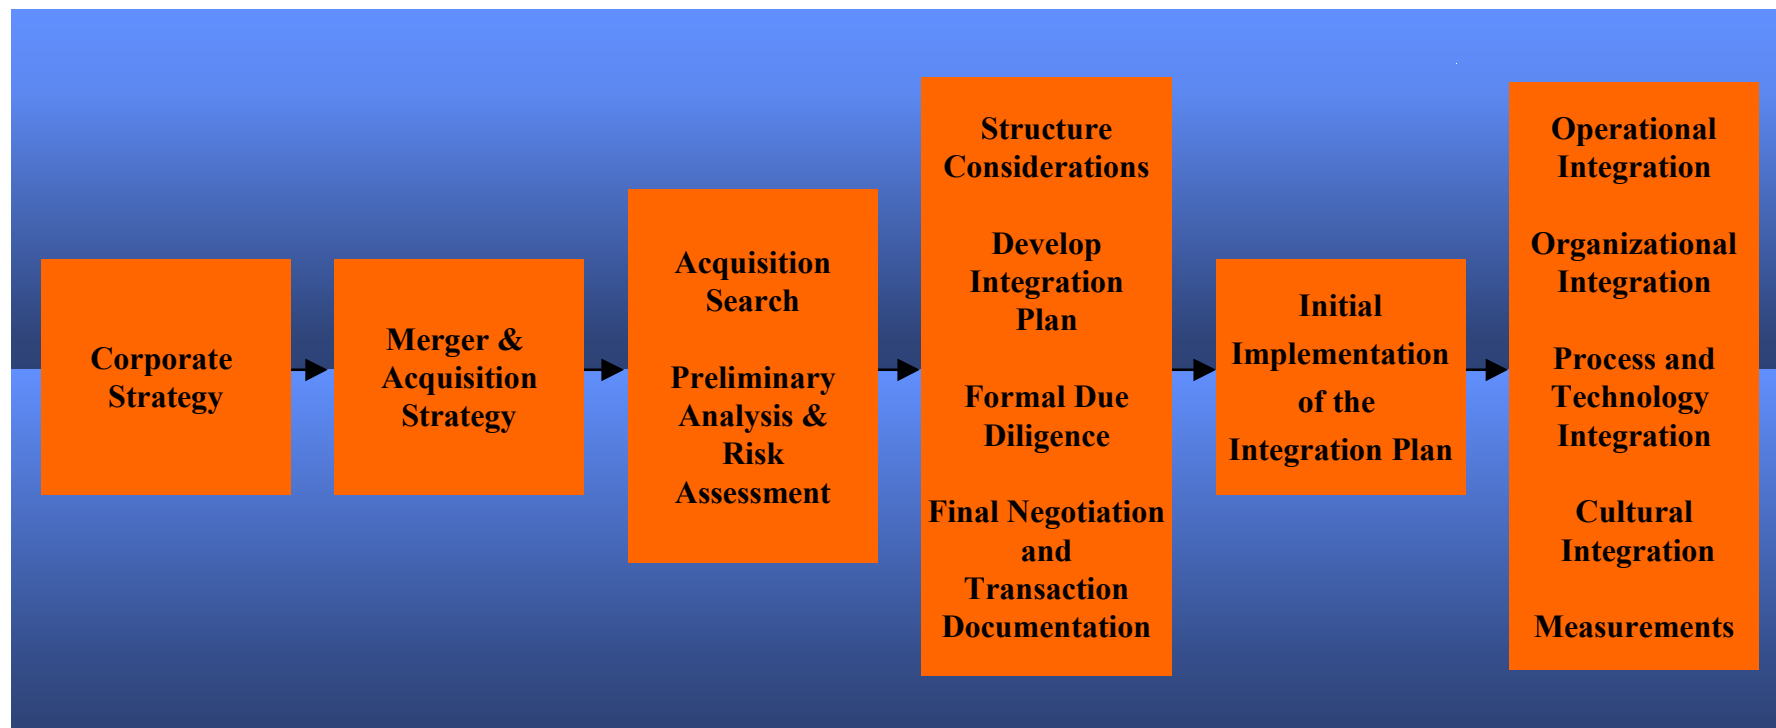 Corporate
Strategy
Merger &
Acquisition
Strategy
Acquisition
Search
Preliminary
Analysis &
Risk
Assessment
Structure
Considerations
Develop
Integration
Plan
Formal Due
Diligence
Final Negotiation
and
Transaction
Documentation
Initial
Implementation
of the
Integration Plan
Operational
Integration
Organizational
Integration
Process and
Technology
Integration
Cultural
Integration
Measurements